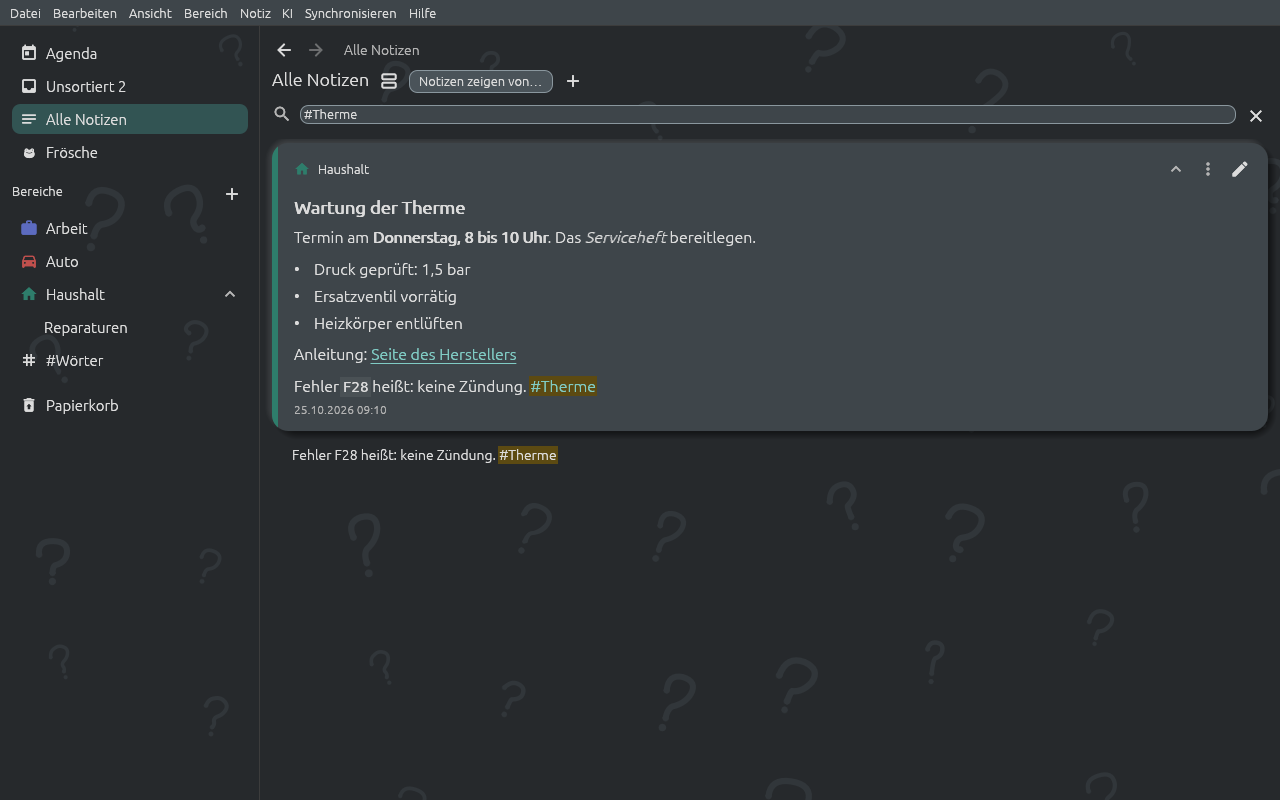 Datei Bearbeiten Ansicht Bereich Notiz KI Synchronisieren Hilfe
Agenda
Unsortiert 2
Alle Notizen
Frösche
Bereiche
Arbeit
Auto
Haushalt
Reparaturen
#Wörter
Papierkorb
Alle Notizen
Alle Notizen
Notizen zeigen von…
#Therme
Haushalt
Wartung der Therme
Termin am Donnerstag, 8 bis 10 Uhr. Das Serviceheft bereitlegen.
• Druck geprüft: 1,5 bar
• Ersatzventil vorrätig
• Heizkörper entlüften
Anleitung: Seite des Herstellers
Fehler F28 heißt: keine Zündung. #Therme
25.10.2026 09:10
Fehler F28 heißt: keine Zündung. #Therme